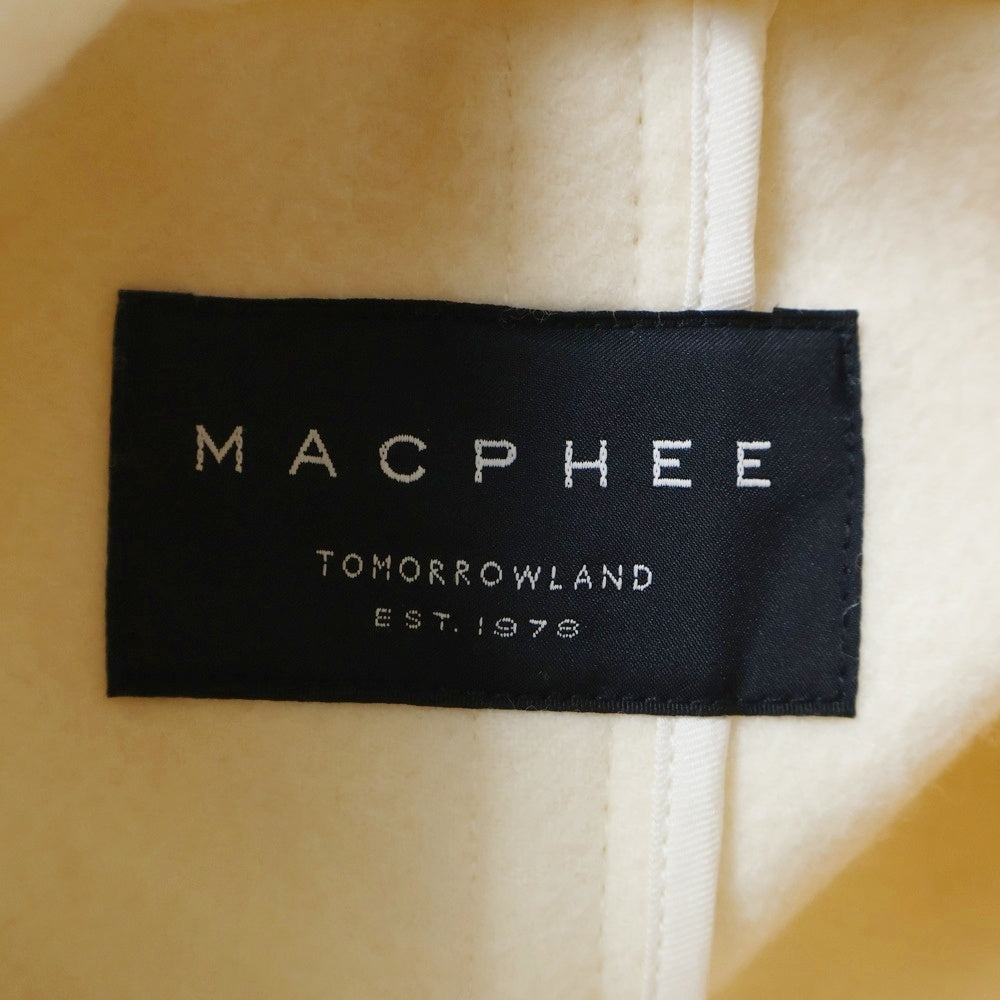 MACPHEE
TOMORROWLAND
EST. 1978